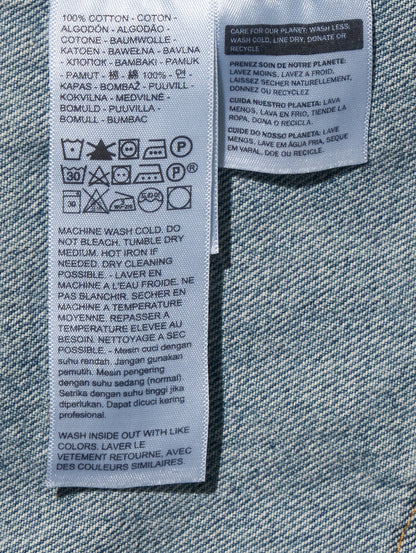 100% COTTON - COTON -
ALGODÓN - ALGODÃO -
COTONE - BAUMWOLLE -
KATOEN - BAWEŁNA - BAVLNA
- ХЛОПОК - BAMBAKI - PAMUK
- PAMUT - 棉 - 綿 100% - 면 -
KAPAS - BOMBAŽ - PUUVILL -
KOKVILNA - MEDVILNĖ -
BOMULD - PUUVILLA -
BOMULL - BUMBAC
P
30 P ®
MACHINE WASH COLD. DO
NOT BLEACH. TUMBLE DRY
MEDIUM. HOT IRON IF
NEEDED. DRY CLEANING
POSSIBLE. - LAVER EN
MACHINE A L'EAU FROIDE. NE
PAS BLANCHIR. SECHER EN
MACHINE A TEMPERATURE
MOYENNE. REPASSER A
TEMPERATURE ELEVEE AU
BESOIN. NETTOYAGE A SEC
POSSIBLE. - Mesin cuci dengan
suhu rendah. Jangan gunakan
pemutih. Mesin pengering
dengan suhu sedang (normal)
Setrika dengan suhu tinggi jika
diperlukan. Dapat dicuci kering
profesional.
WASH INSIDE OUT WITH LIKE
COLORS. LAVER LE
VETEMENT RETOURNE, AVEC
DES COULEURS SIMILAIRES.
CARE FOR OUR PLANET: WASH LESS,
WASH COLD, LINE DRY, DONATE OR
RECYCLE
PRENEZ SOIN DE NOTRE PLANETE:
LAVEZ MOINS, LAVEZ A FROID,
LAISSEZ SÉCHER NATURELLEMENT,
DONNEZ OU RECYCLEZ
CUIDA NUESTRO PLANETA: LAVA
MENOS, LAVA EN FRIO, TIENDE LA
ROPA, DONA O RECICLA.
CUIDE DO NOSSO PLANETA: LAVE
MENOS, LAVE EM ÁGUA FRIA, SEQUE
EM VARAL, DOE OU RECICLE.